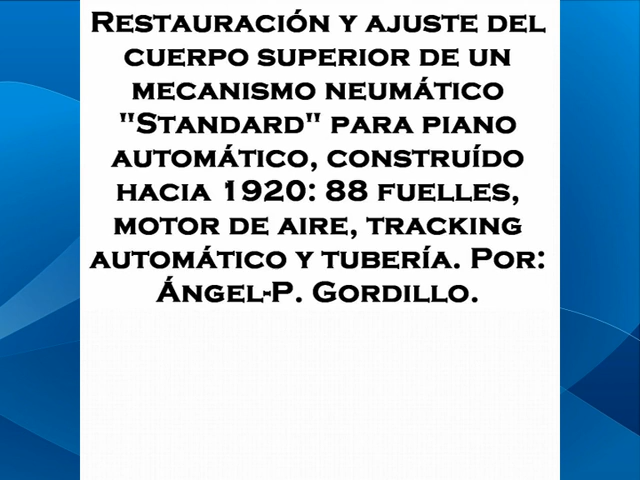 Restauración y ajuste del
cuerpo superior de un
mecanismo neumático
"Standard" para piano
automático, construído
hacia 1920: 88 fuelles,
motor de aire, tracking
automático y tubería. Por:
Ángel-P. Gordillo.